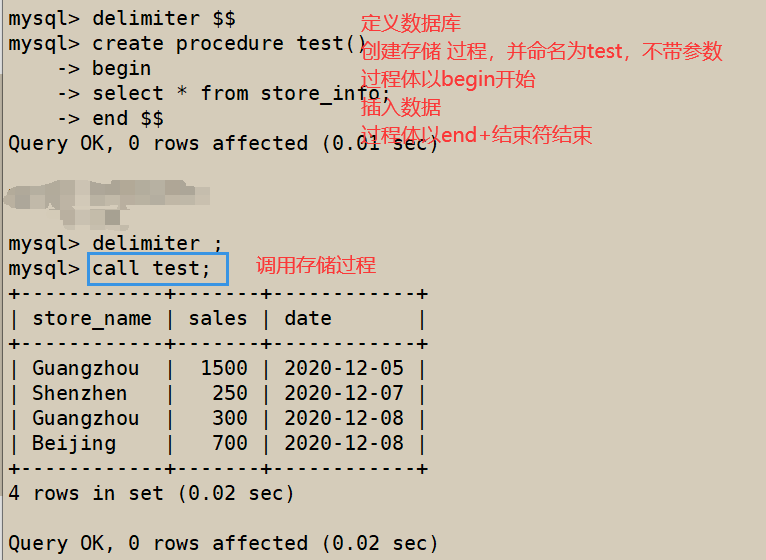 mysql> delimiter $$ 定义数据库
mysql> create procedure test() 创建存储 过程，并命名为test，不带参数
-> begin 过程体以begin开始
-> select * from store_info; 插入数据
-> end $$ 过程体以end+结束符结束
Query OK, 0 rows affected (0.01 sec)
mysql> delimiter ;
mysql> call test; 调用存储过程
+------------+-------+------------+
| store_name | sales | date       |
+------------+-------+------------+
| Guangzhou  |  1500 | 2020-12-05 |
| Shenzhen   |   250 | 2020-12-07 |
| Guangzhou  |   300 | 2020-12-08 |
| Beijing    |   700 | 2020-12-08 |
+------------+-------+------------+
4 rows in set (0.02 sec)
Query OK, 0 rows affected (0.02 sec)